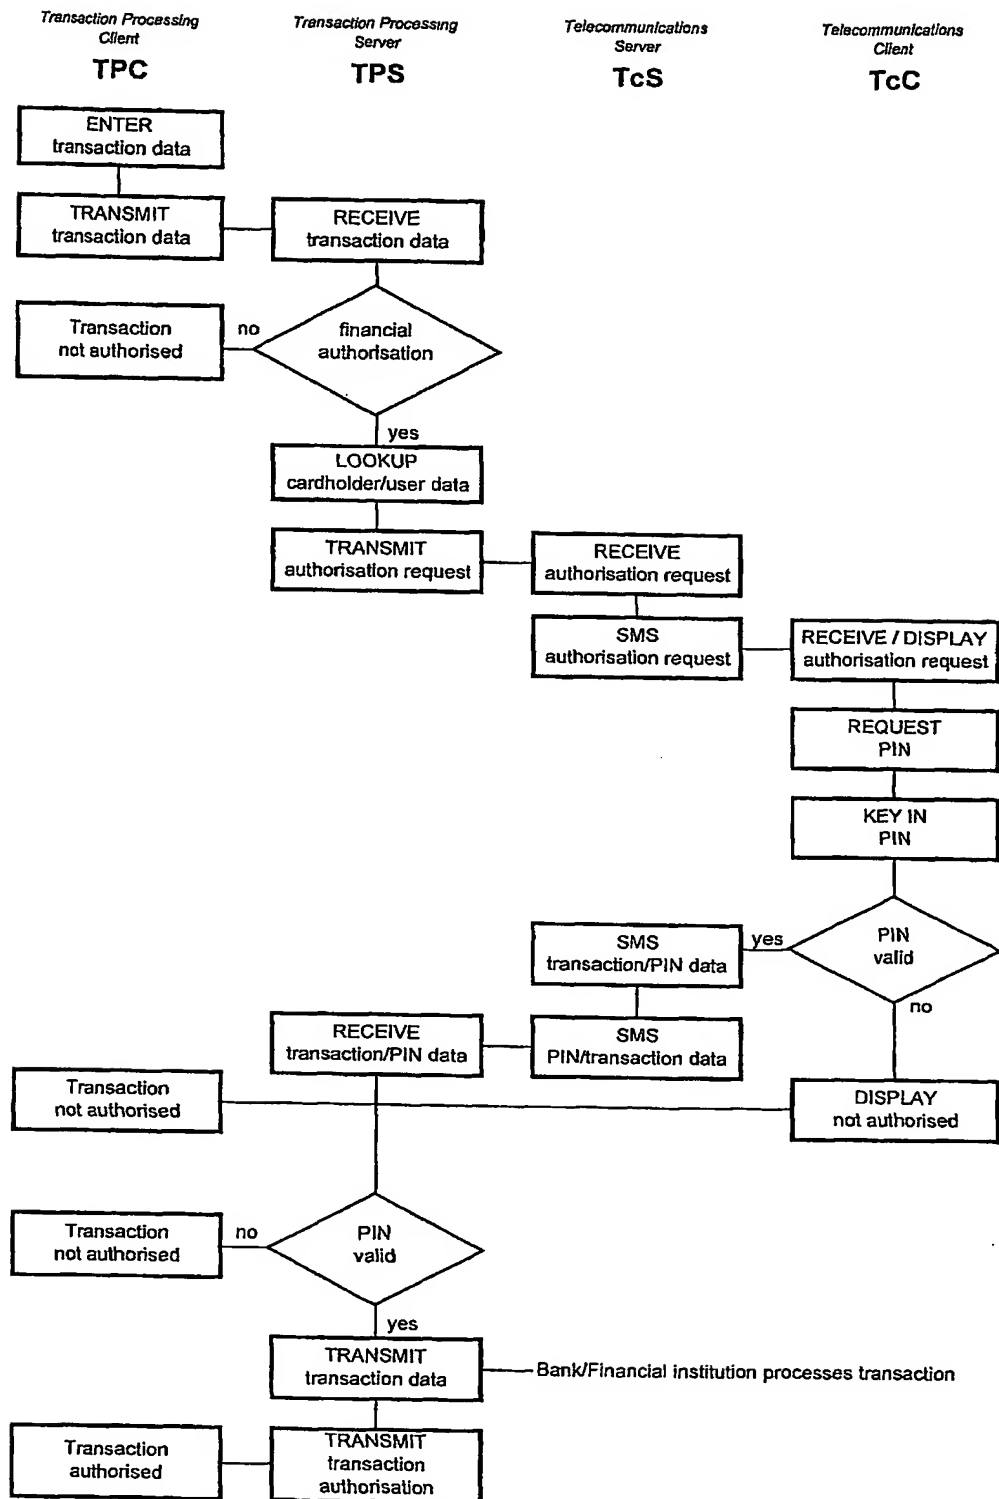 Transaction Processing
Client
TPC
Transaction Processing
Server
TPS
Telecommunications
Server
TcS
Telecommunications
Client
TcC
ENTER
transaction data
TRANSMIT
transaction data
RECEIVE
transaction data
Transaction
not authorised
no
financial
authorisation
yes
LOOKUP
cardholder/user data
TRANSMIT
authorisation request
RECEIVE
authorisation request
SMS
authorisation request
RECEIVE / DISPLAY
authorisation request
REQUEST
PIN
KEY IN
PIN
SMS
transaction/PIN data
yes
PIN
valid
no
RECEIVE
transaction/PIN data
SMS
PIN/transaction data
Transaction
not authorised
DISPLAY
not authorised
Transaction
not authorised
no
PIN
valid
yes
TRANSMIT
transaction data
Bank/Financial institution processes transaction
Transaction
authorised
TRANSMIT
transaction
authorisation